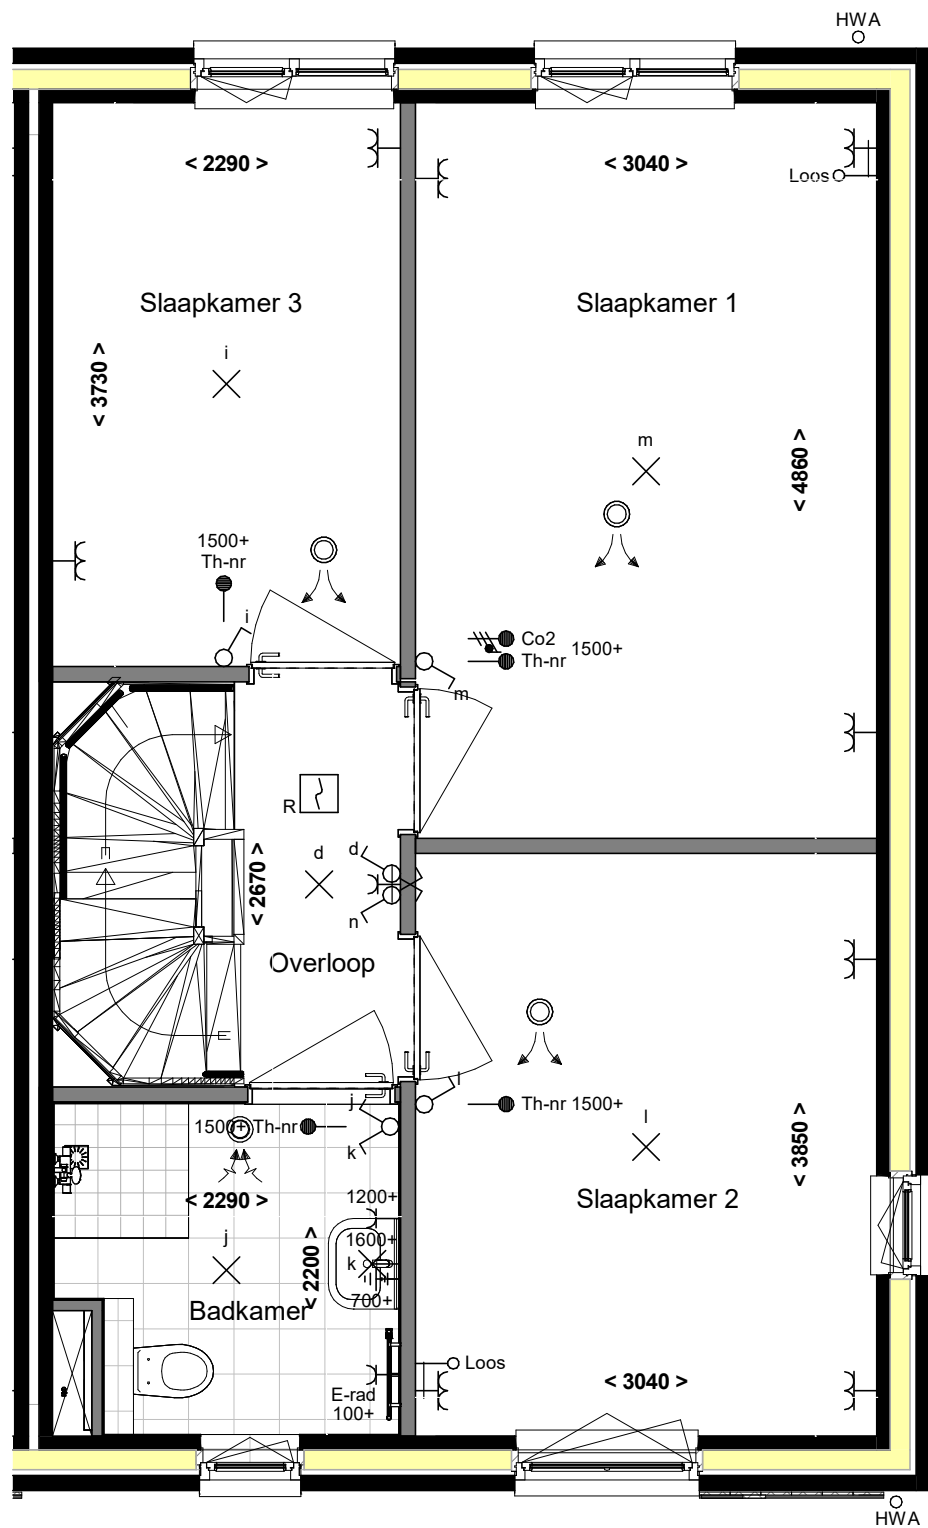 HWA
< 2290 >
< 3040 >
Loos
Slaapkamer 3
Slaapkamer 1
i
< 3730 >
m
< 4860 >
1500+
Th-nr
i
Co2
Th-nr 1500+
m
R
d
d
< 2670 >
n
Overloop
E
E
l
Th-nr 1500+
j
1500+ Th-nr
k
l
< 3850 >
< 2290 >
1200+
Slaapkamer 2
j
1600+
k
< 2200 >
700+
Badkamer
Loos
E-rad
100+
< 3040 >
HWA